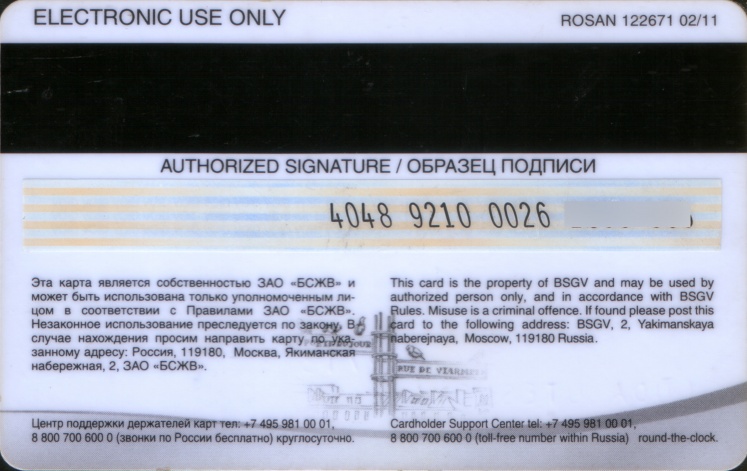 ELECTRONIC USE ONLY
ROSAN 122671 02/11
AUTHORIZED SIGNATURE / ОБРАЗЕЦ ПОДПИСИ
4048 9210 0026
Эта карта является собственностью ЗАО «БСЖВ» и
может быть использована только уполномоченным ли-
цом в соответствии с Правилами ЗАО «БСЖВ».
Незаконное использование преследуется по закону. В
случае нахождения просим направить карту по ука-
занному адресу: Россия, 119180, Москва, Якиманская
набережная, 2, ЗАО «БСЖВ».
This card is the property of BSGV and may be used by
authorized person only, and in accordance with BSGV
Rules. Misuse is a criminal offence. If found please post this
card to the following address: BSGV, 2, Yakimanskaya
naberejnaya, Moscow, 119180 Russia.
RUE DE
Центр поддержки держателей карт тел: +7 495 981 00 01,
8 800 700 600 0 (звонки по России бесплатно) круглосуточно.
Cardholder Support Center tel: +7 495 981 00 01,
8 800 700 600 0 (toll-free number within Russia) round-the-clock.